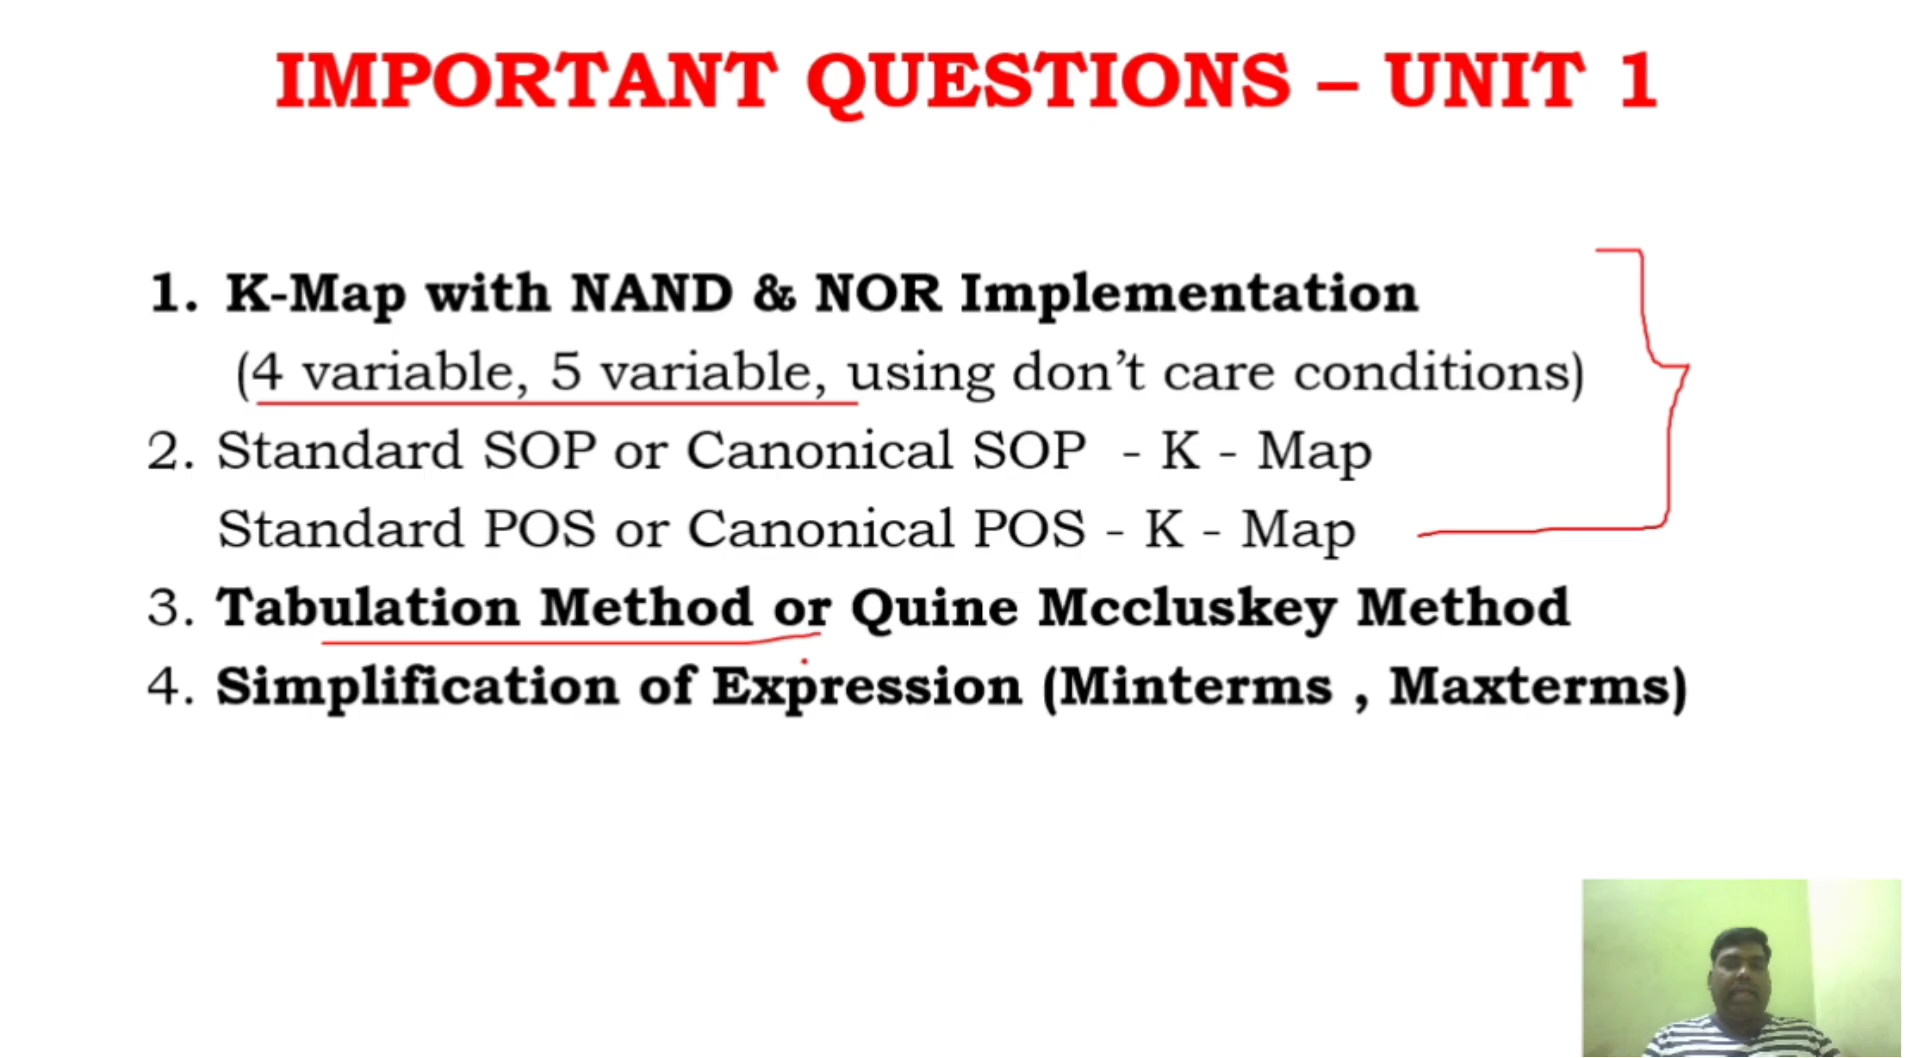 IMPORTANT QUESTIONS – UNIT 1
1. K-Map with NAND & NOR Implementation
(4 variable, 5 variable, using don’t care conditions)
2. Standard SOP or Canonical SOP - K - Map
Standard POS or Canonical POS - K - Map
3. Tabulation Method or Quine Mccluskey Method
4. Simplification of Expression (Minterms , Maxterms)